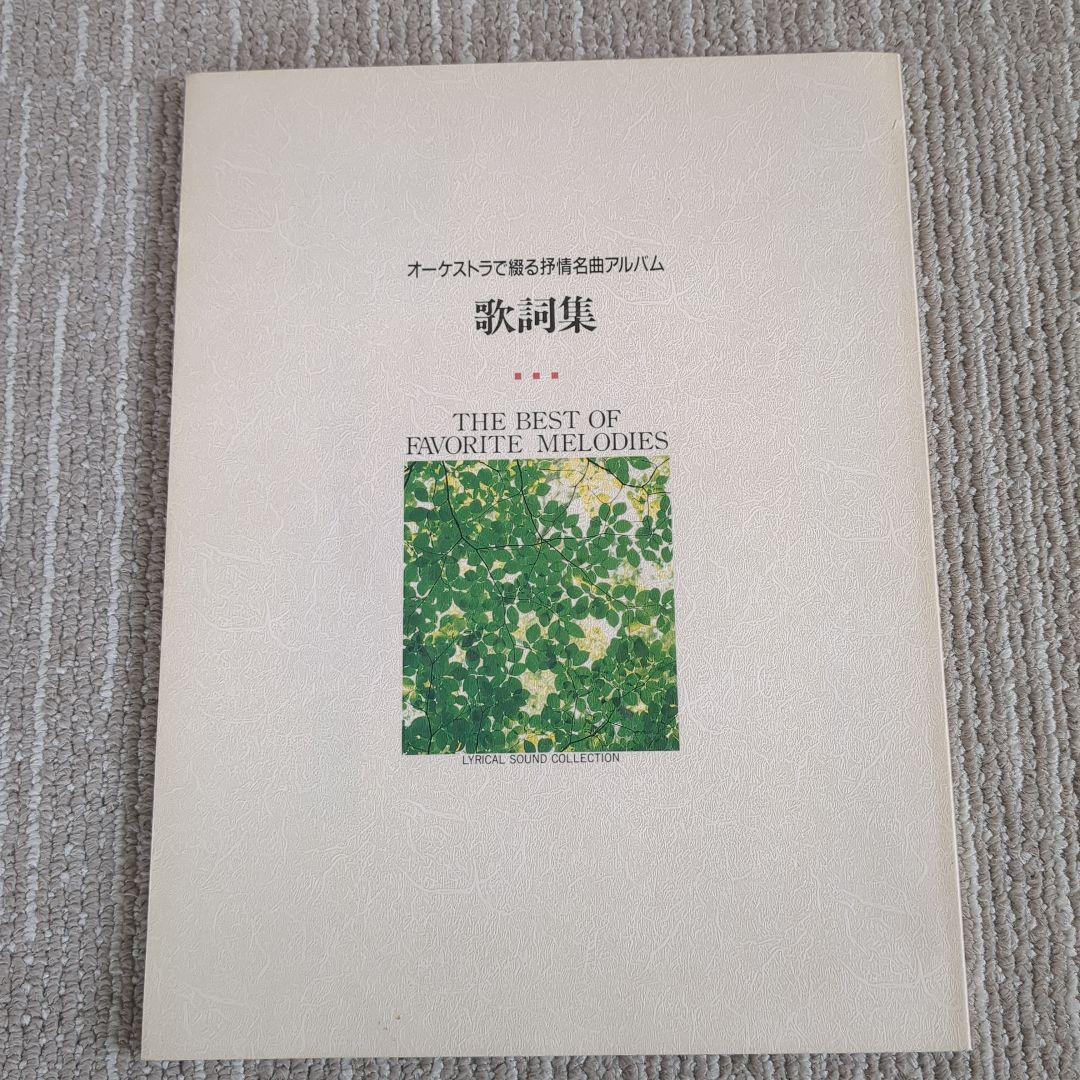 オーケストラで綴る抒情名曲アルバム
歌詞集
THE BEST OF
FAVORITE MELODIES
LYRICAL SOUND COLLECTION